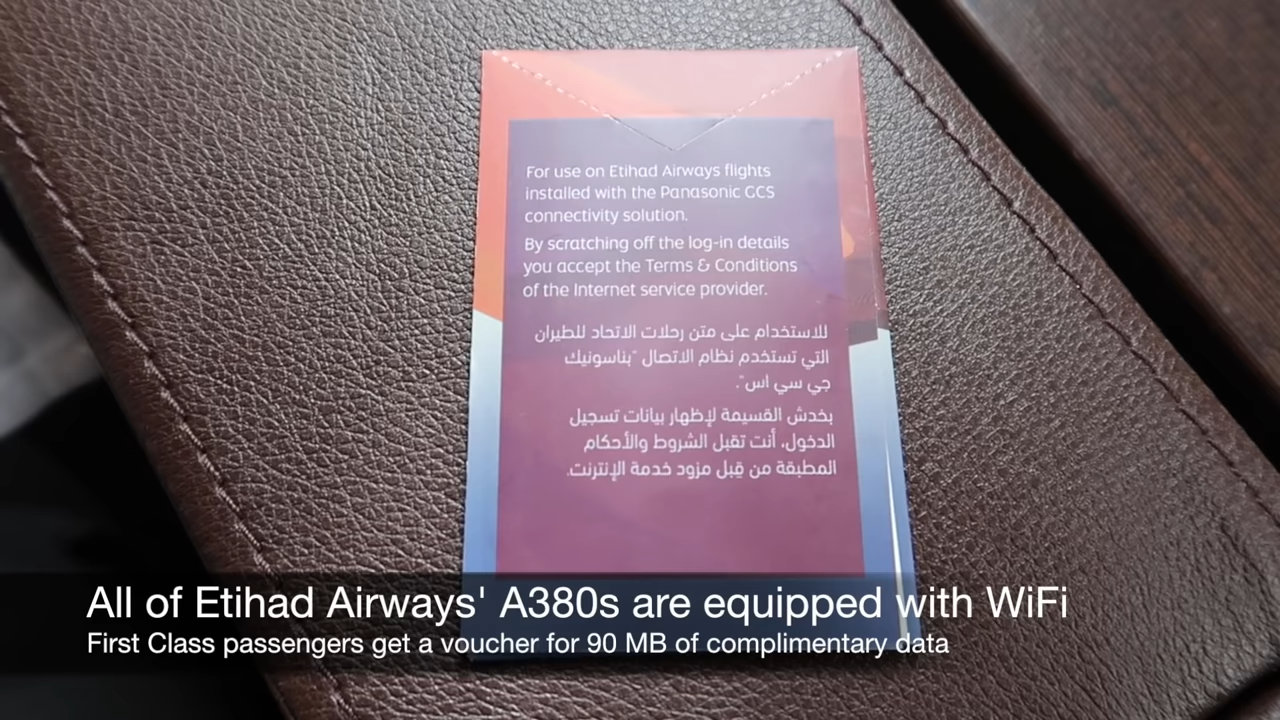 For use on Etihad Airways flights
installed with the Panasonic GCS
connectivity solution.
By scratching off the log-in details
you accept the Terms & Conditions
of the Internet service provider.
للاستخدام على متن رحلات الاتحاد للطيران
التي تستخدم نظام الاتصال "بناسونيك
جي سي اس".
بخدش القسيمة لإظهار بيانات تسجيل
الدخول، أنت تقبل الشروط والأحكام
المطبقة من قِبل مزود خدمة الإنترنت.
All of Etihad Airways' A380s are equipped with WiFi
First Class passengers get a voucher for 90 MB of complimentary data